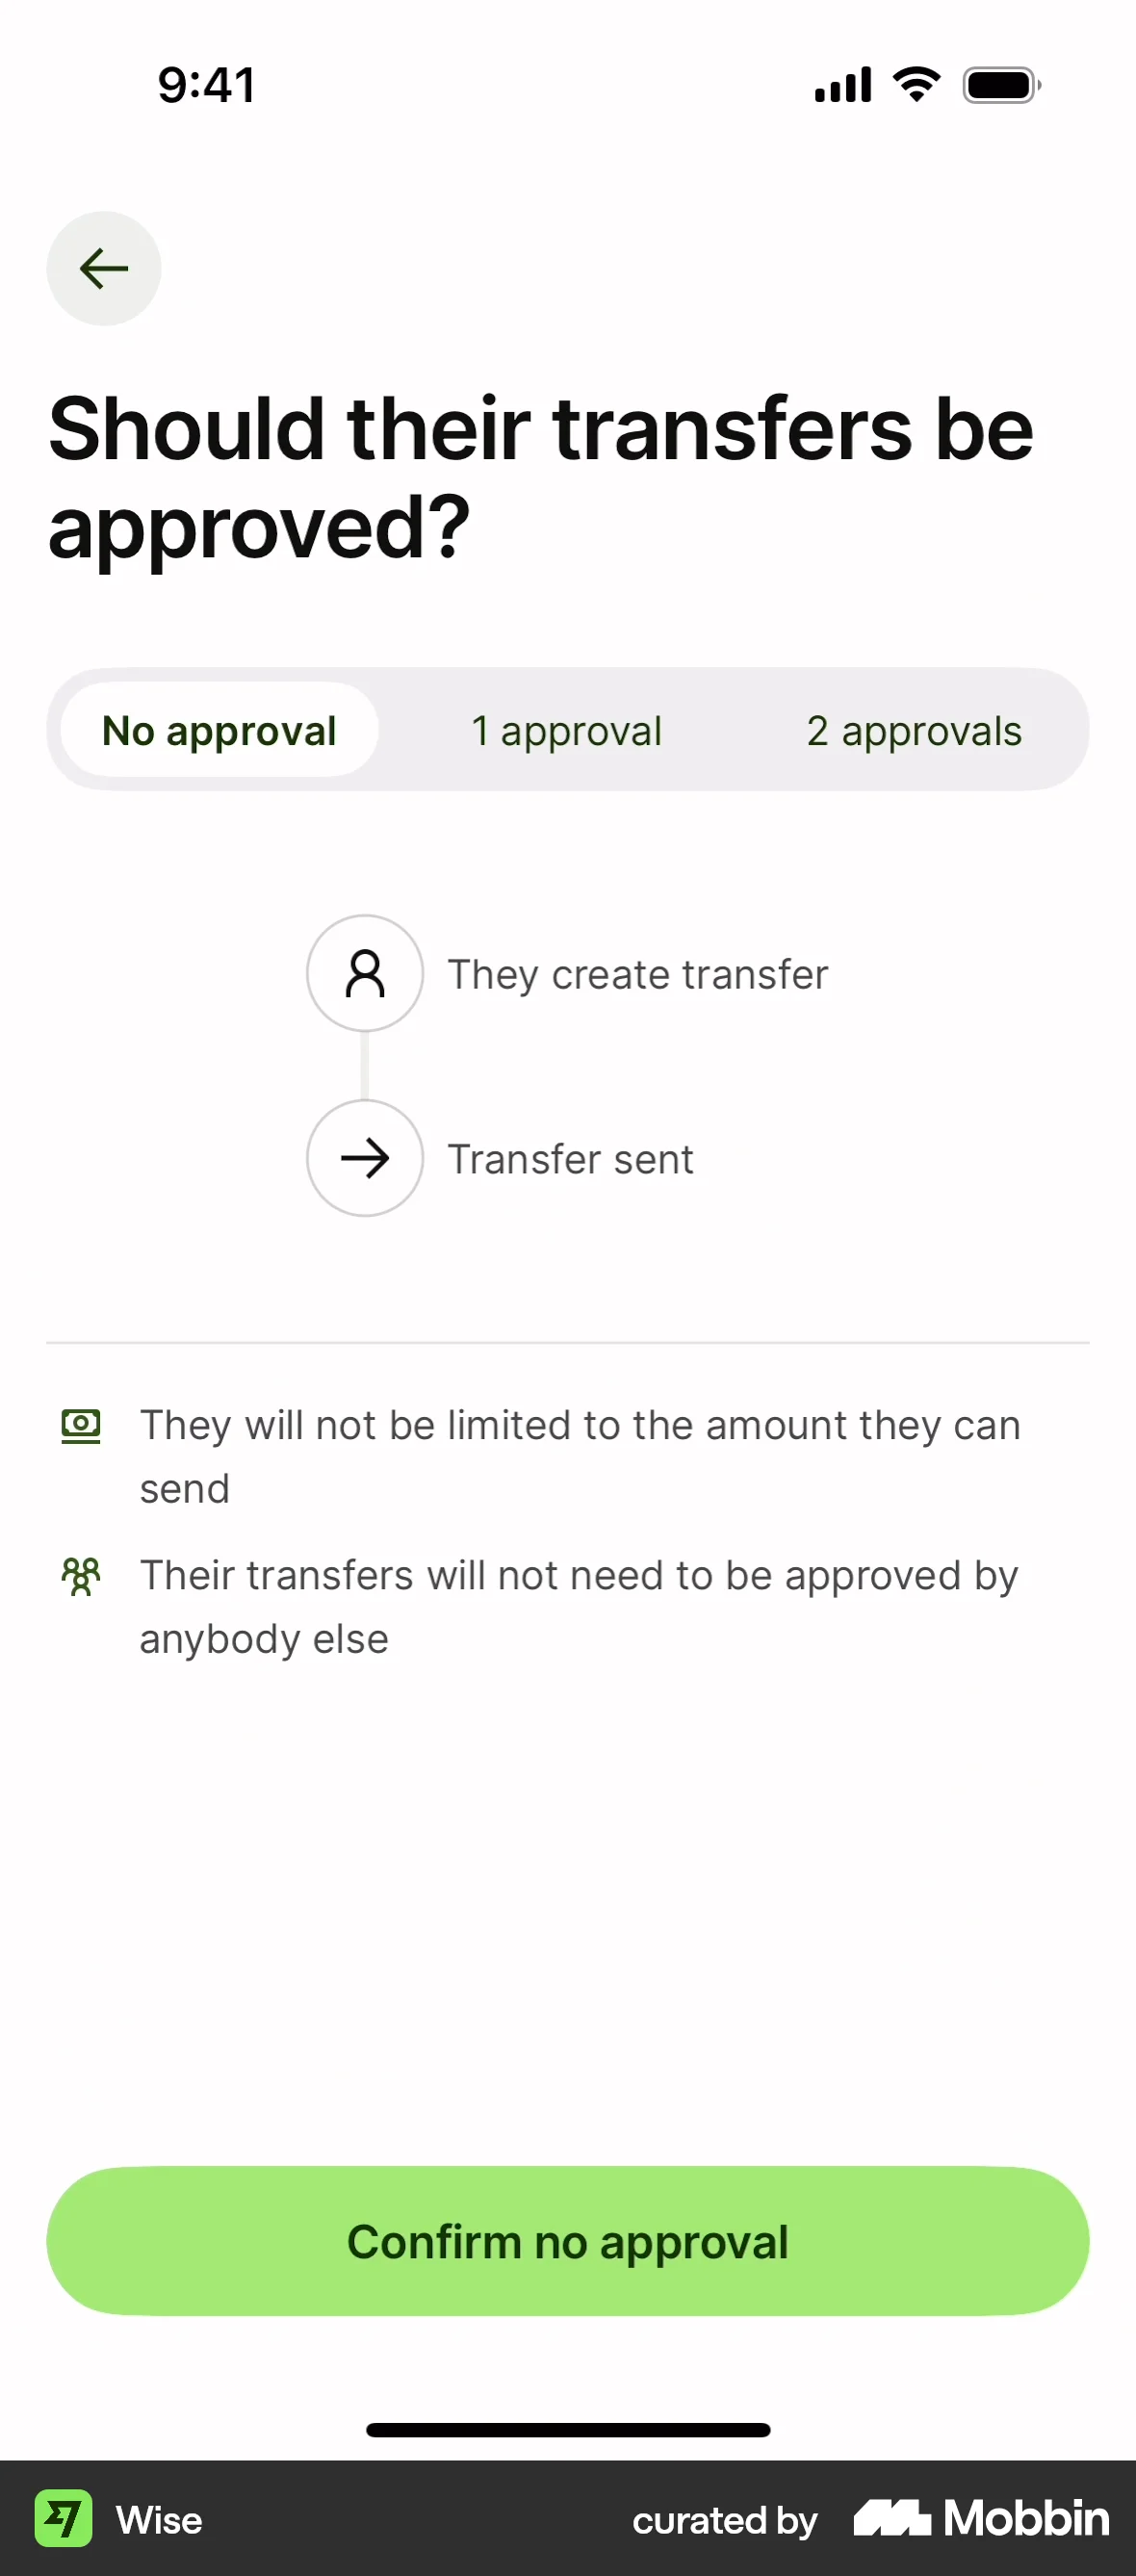 9:41
Should their transfers be
approved?
No approval
1 approval
2 approvals
They create transfer
Transfer sent
They will not be limited to the amount they can
send
Their transfers will not need to be approved by
anybody else
Confirm no approval
Wise
curated by Mobbin